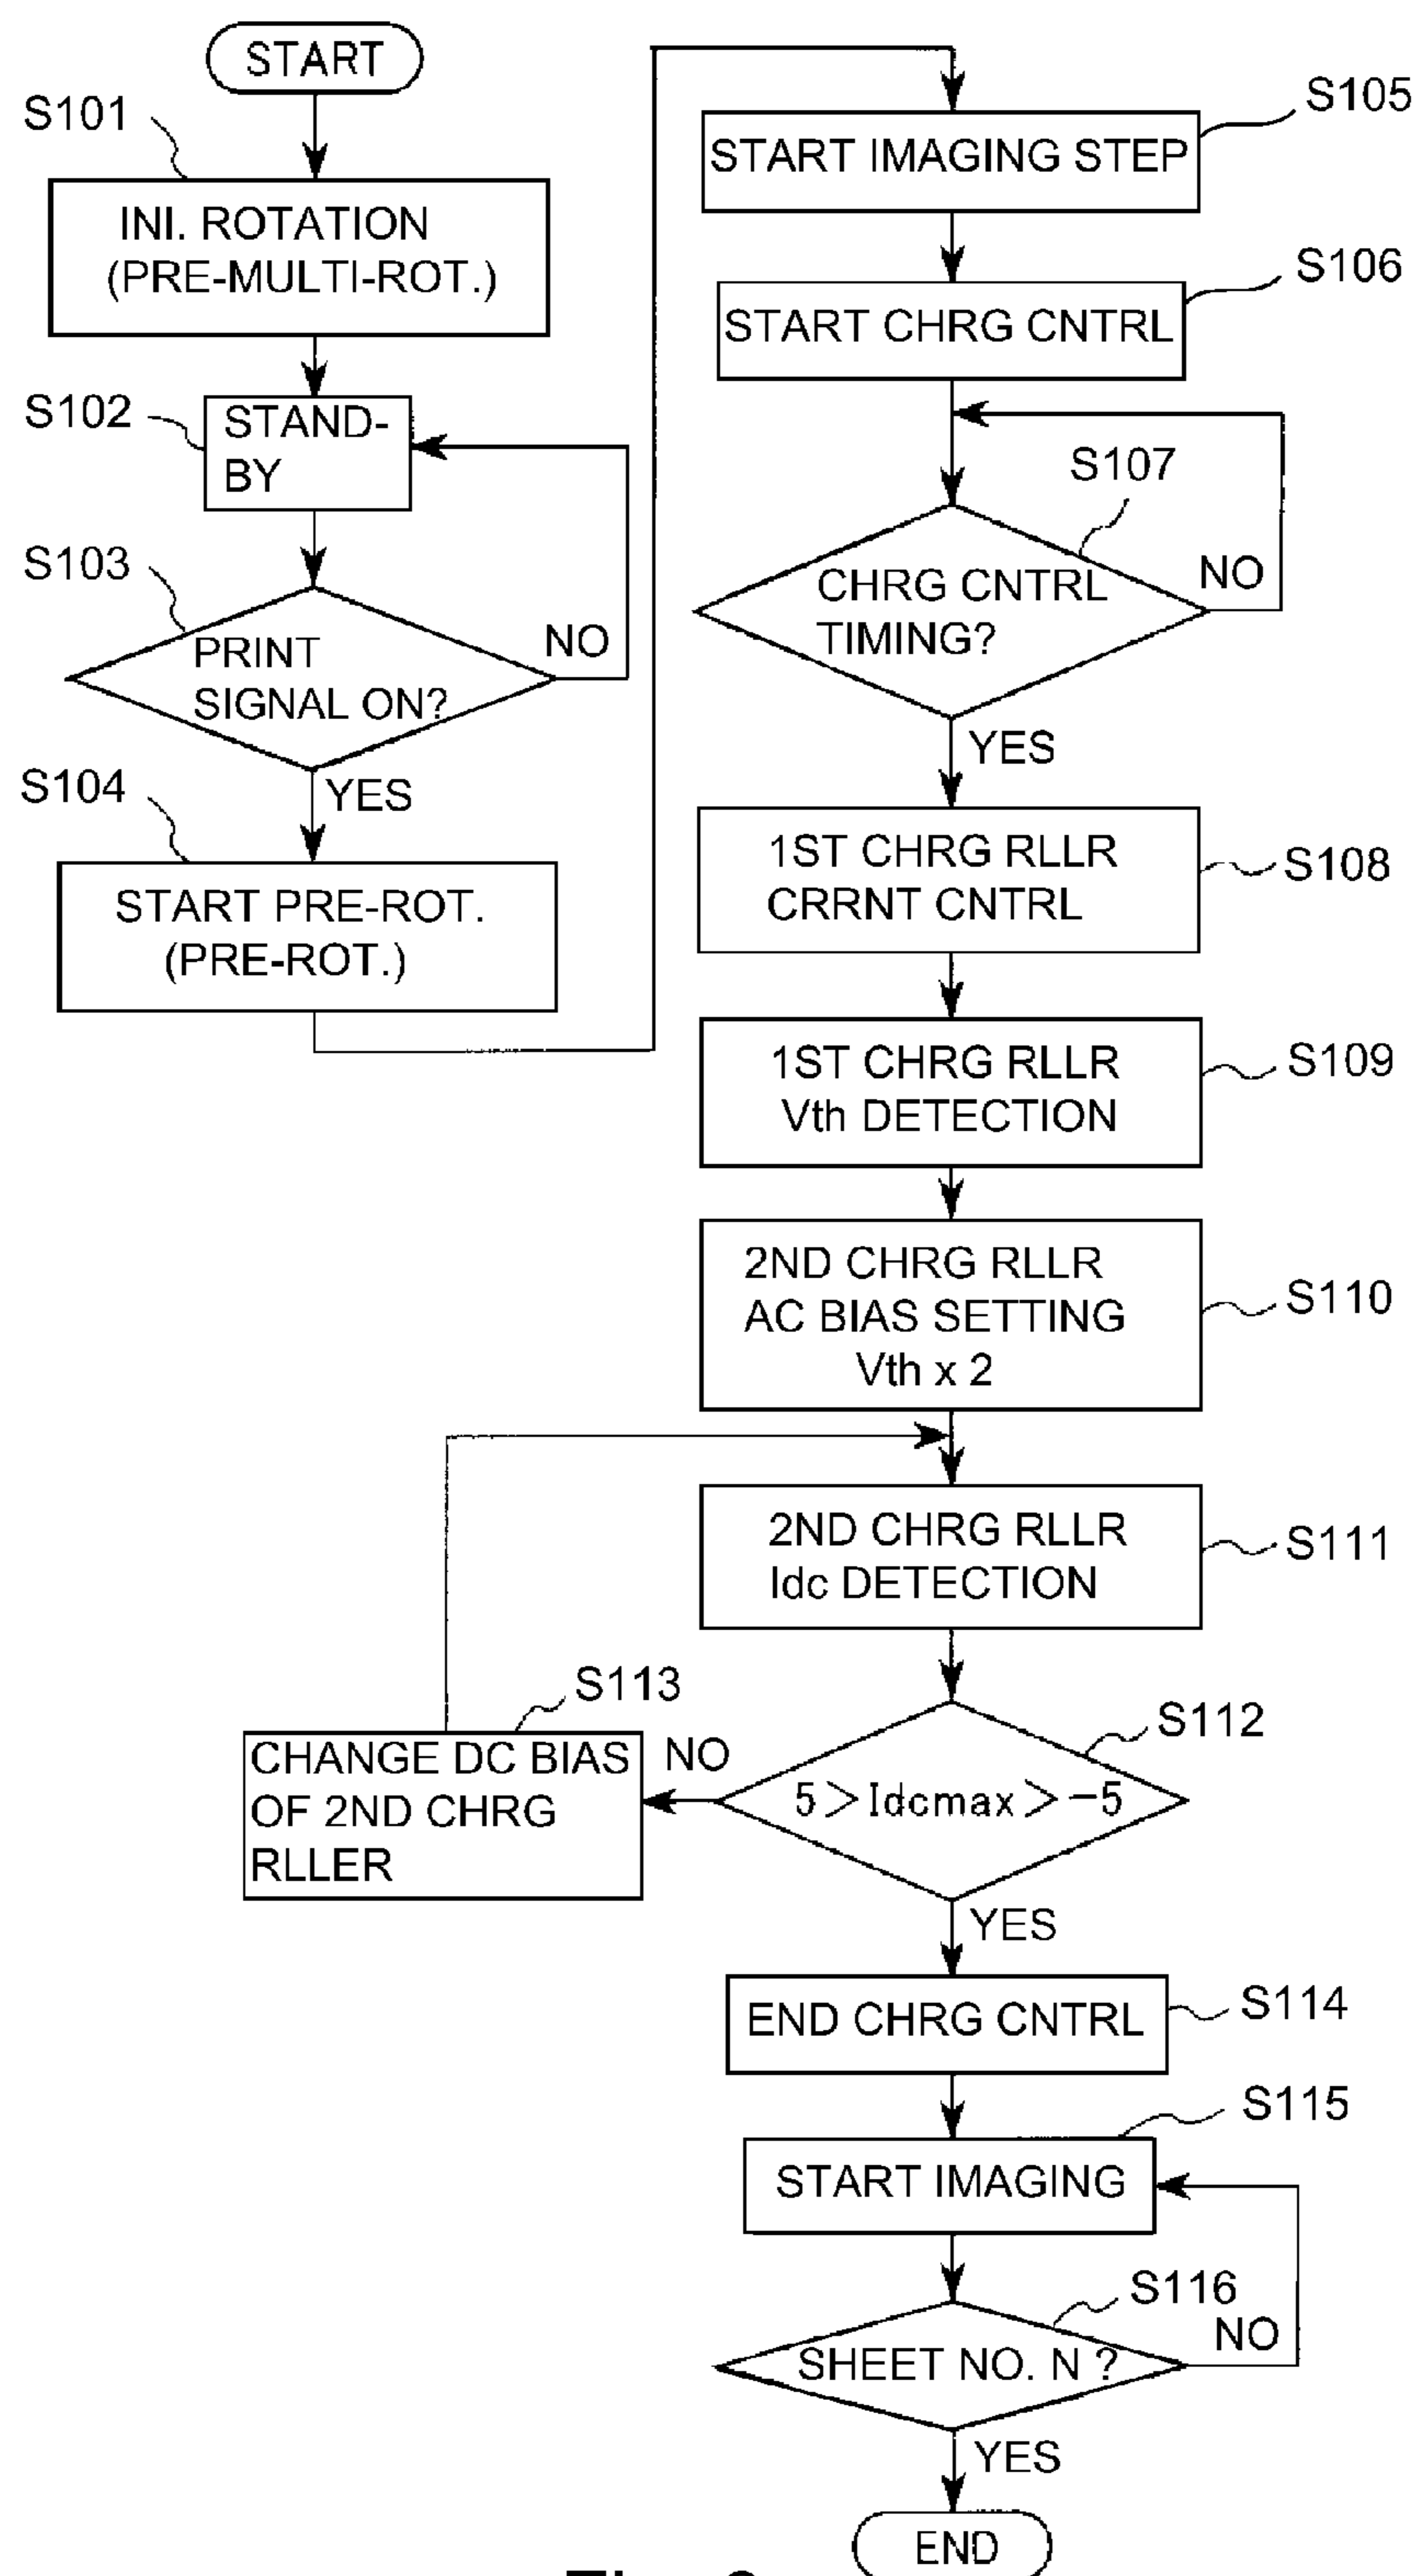 START
S101
INI. ROTATION
(PRE-MULTI-ROT.)
S102
STAND-
BY
S103
PRINT
SIGNAL ON?
NO
YES
S104
START PRE-ROT.
(PRE-ROT.)
S105
START IMAGING STEP
S106
START CHRG CNTRL
S107
CHRG CNTRL
TIMING?
NO
YES
1ST CHRG RLLR
CRRNT CNTRL
S108
1ST CHRG RLLR
Vth DETECTION
S109
2ND CHRG RLLR
AC BIAS SETTING
Vth x 2
S110
2ND CHRG RLLR
Idc DETECTION
S111
S112
5 > Idcmax > -5
NO
S113
CHANGE DC BIAS
OF 2ND CHRG
RLLER
YES
END CHRG CNTRL
S114
S115
START IMAGING
S116
SHEET NO. N ?
NO
YES
END